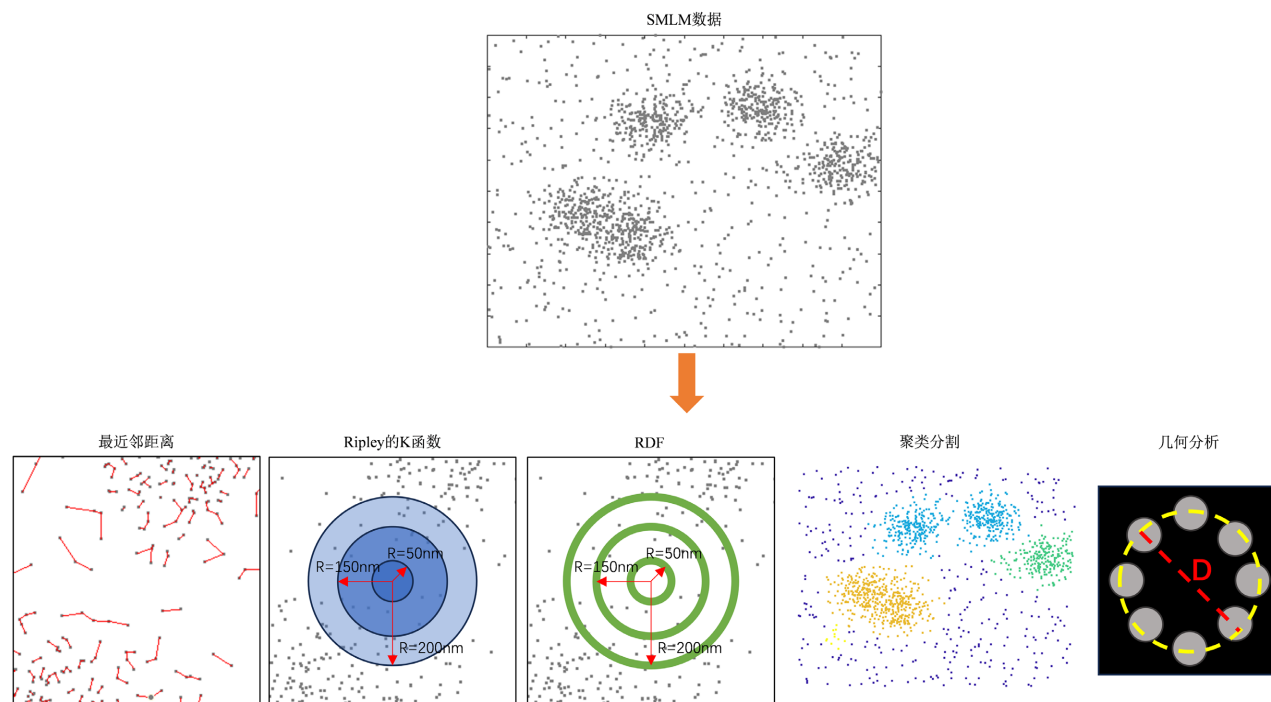 SMLM数据
最近邻距离
Ripley的K函数
RDF
聚类分割
几何分析
R=50nm
R=150nm
R=200nm
R=50nm
R=150nm
R=200nm
D